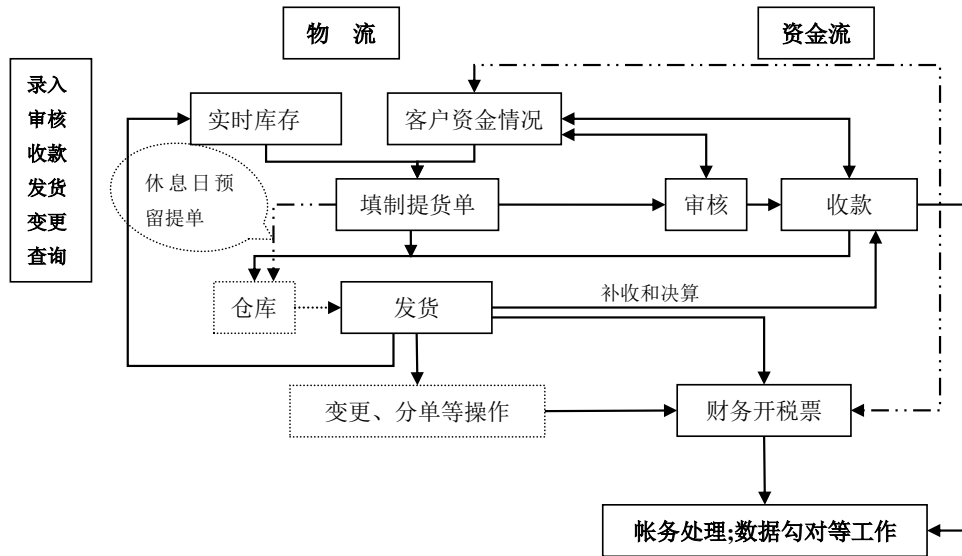 物 流
资金流
录入
审核
收款
发货
变更
查询
实时库存
客户资金情况
休息日预
留提单
填制提货单
审核
收款
仓库
发货
补收和决算
变更、分单等操作
财务开税票
帐务处理;数据勾对等工作